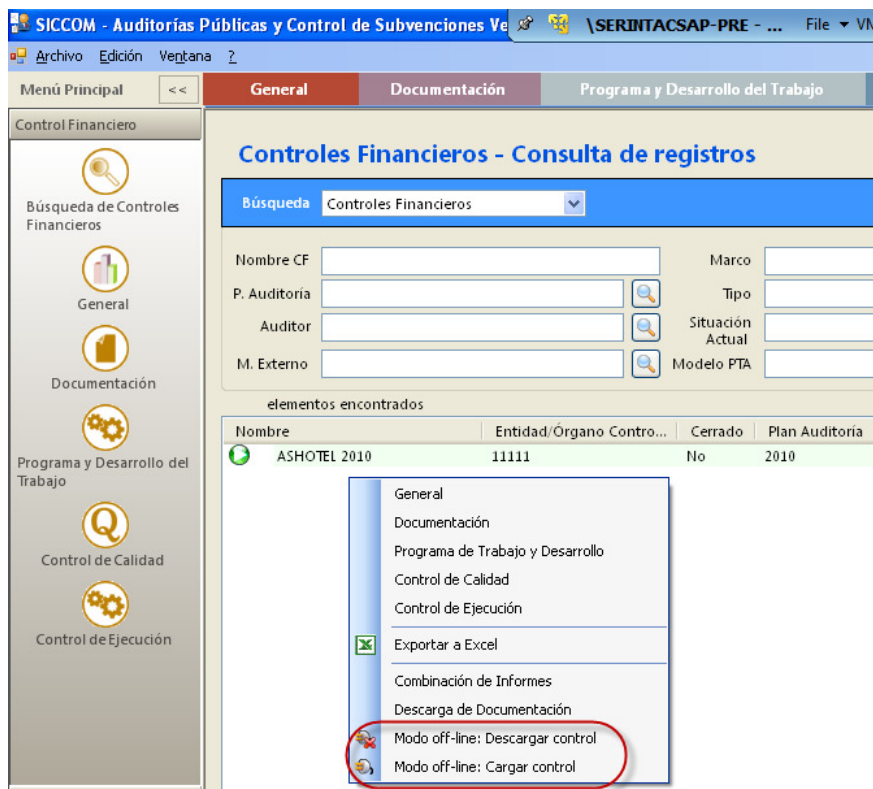 SICCOM - Auditorías Públicas y Control de Subvenciones Ve
\SERINTACSAP-PRE - ... File VM
Archivo Edición Ventana ?
Menú Principal <<
General Documentación Programa y Desarrollo del Trabajo
Control Financiero
Búsqueda de Controles
Financieros
General
Documentación
Programa y Desarrollo del
Trabajo
Control de Calidad
Control de Ejecución
Controles Financieros - Consulta de registros
Búsqueda Controles Financieros
Nombre CF Marco
P. Auditoría Tipo
Auditor Situación
Actual
M. Externo Modelo PTA
elementos encontrados
Nombre Entidad/Órgano Contro... Cerrado Plan Auditoría
ASHOTEL 2010 11111 No 2010
General
Documentación
Programa de Trabajo y Desarrollo
Control de Calidad
Control de Ejecución
Exportar a Excel
Combinación de Informes
Descarga de Documentación
Modo off-line: Descargar control
Modo off-line: Cargar control